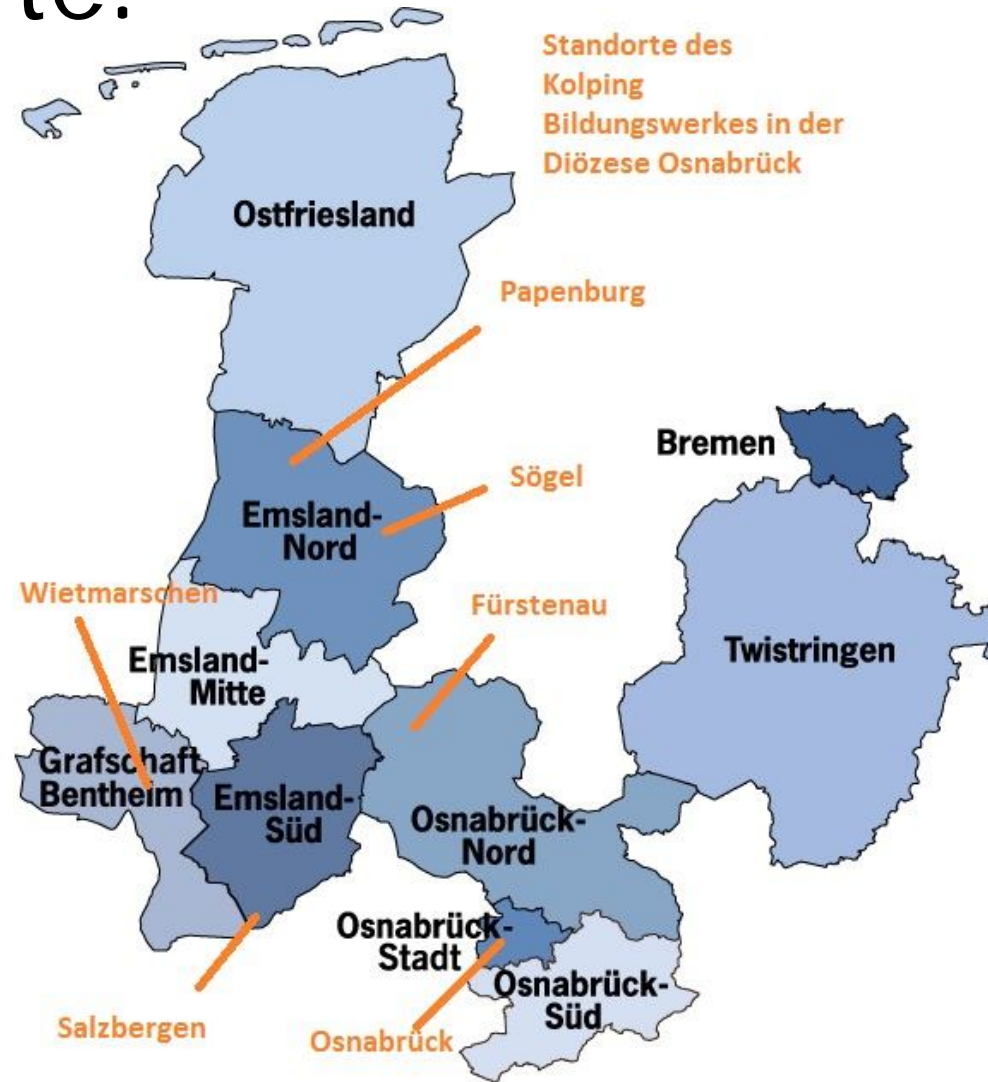 te:
Standorte des
Kolping
Bildungswerkes in der
Diözese Osnabrück
Ostfriesland
Papenburg
Bremen
Sögel
Emsland-
Nord
Wietmarschen
Fürstenau
Twistringen
Emsland-
Mitte
Grafschaft
Bentheim
Emsland-
Süd
Osnabrück-
Nord
Osnabrück-
Stadt
Osnabrück-
Süd
Salzbergen
Osnabrück